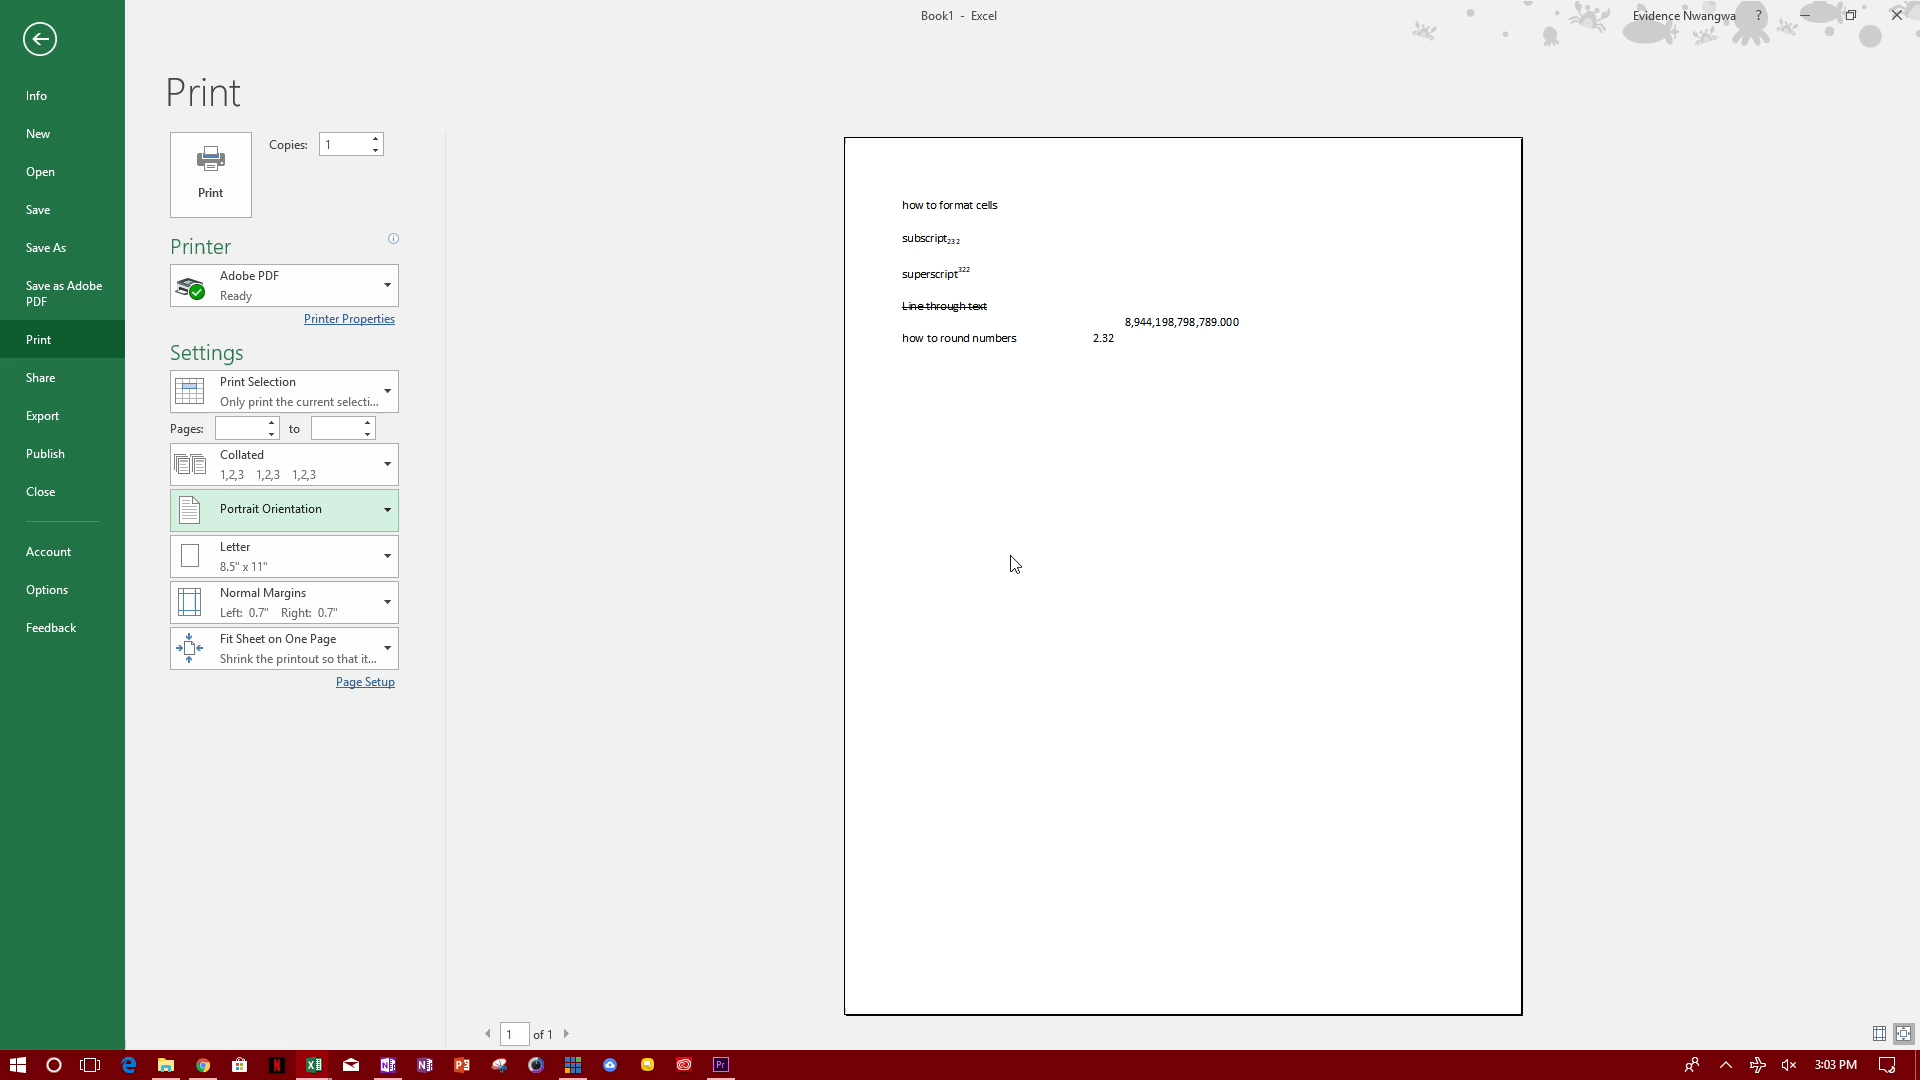 Book1 - Excel
Evidence Nwangwa
?
Info
New
Open
Save
Save As
Save as Adobe
PDF
Print
Share
Export
Publish
Close
Account
Options
Feedback
Print
Print
Copies:
1
Printer
Adobe PDF
Ready
Printer Properties
Settings
Print Selection
Only print the current selecti...
Pages:
to
Collated
1,2,3 1,2,3 1,2,3
Portrait Orientation
Letter
8.5" x 11"
Normal Margins
Left: 0.7" Right: 0.7"
Fit Sheet on One Page
Shrink the printout so that it...
Page Setup
how to format cells
subscript₂₃₂
superscript³²²
Line through text
8,944,198,798,789.000
how to round numbers 2.32
1 of 1
3:03 PM